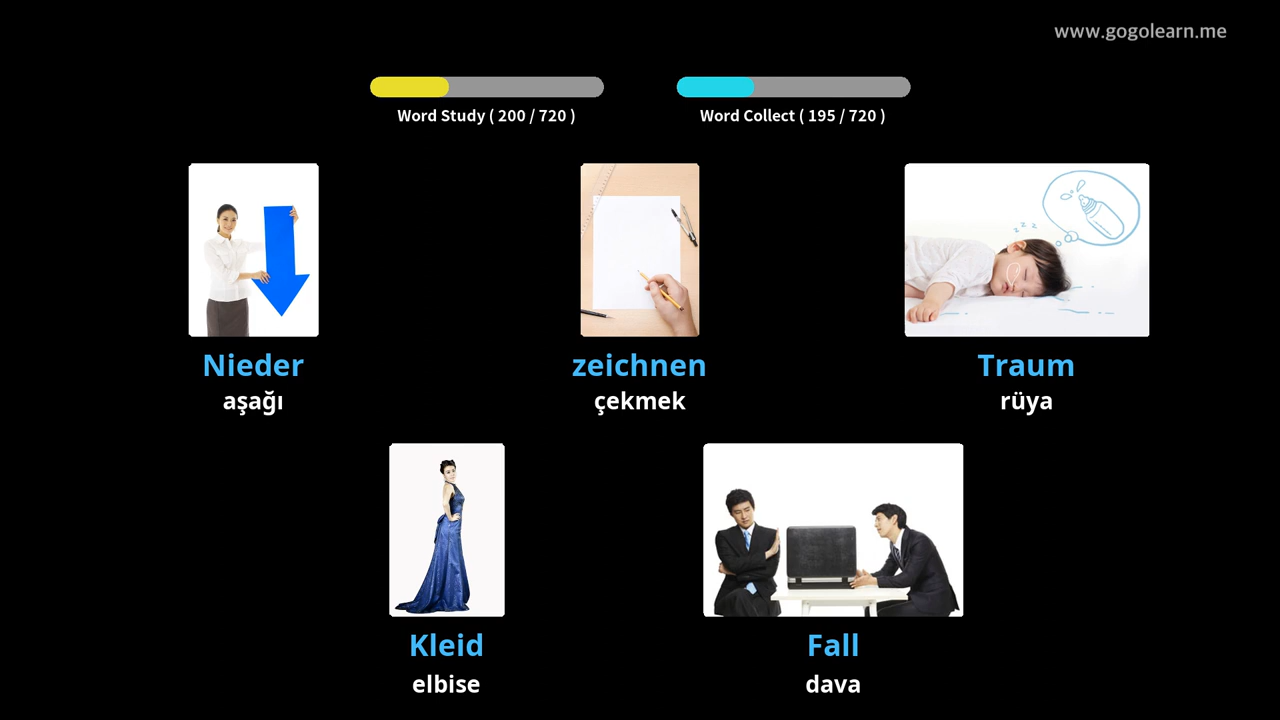 www.gogolearn.me
Word Study ( 200 / 720 )
Word Collect ( 195 / 720 )
Nieder
aşağı
zeichnen
çekmek
Traum
rüya
Kleid
elbise
Fall
dava